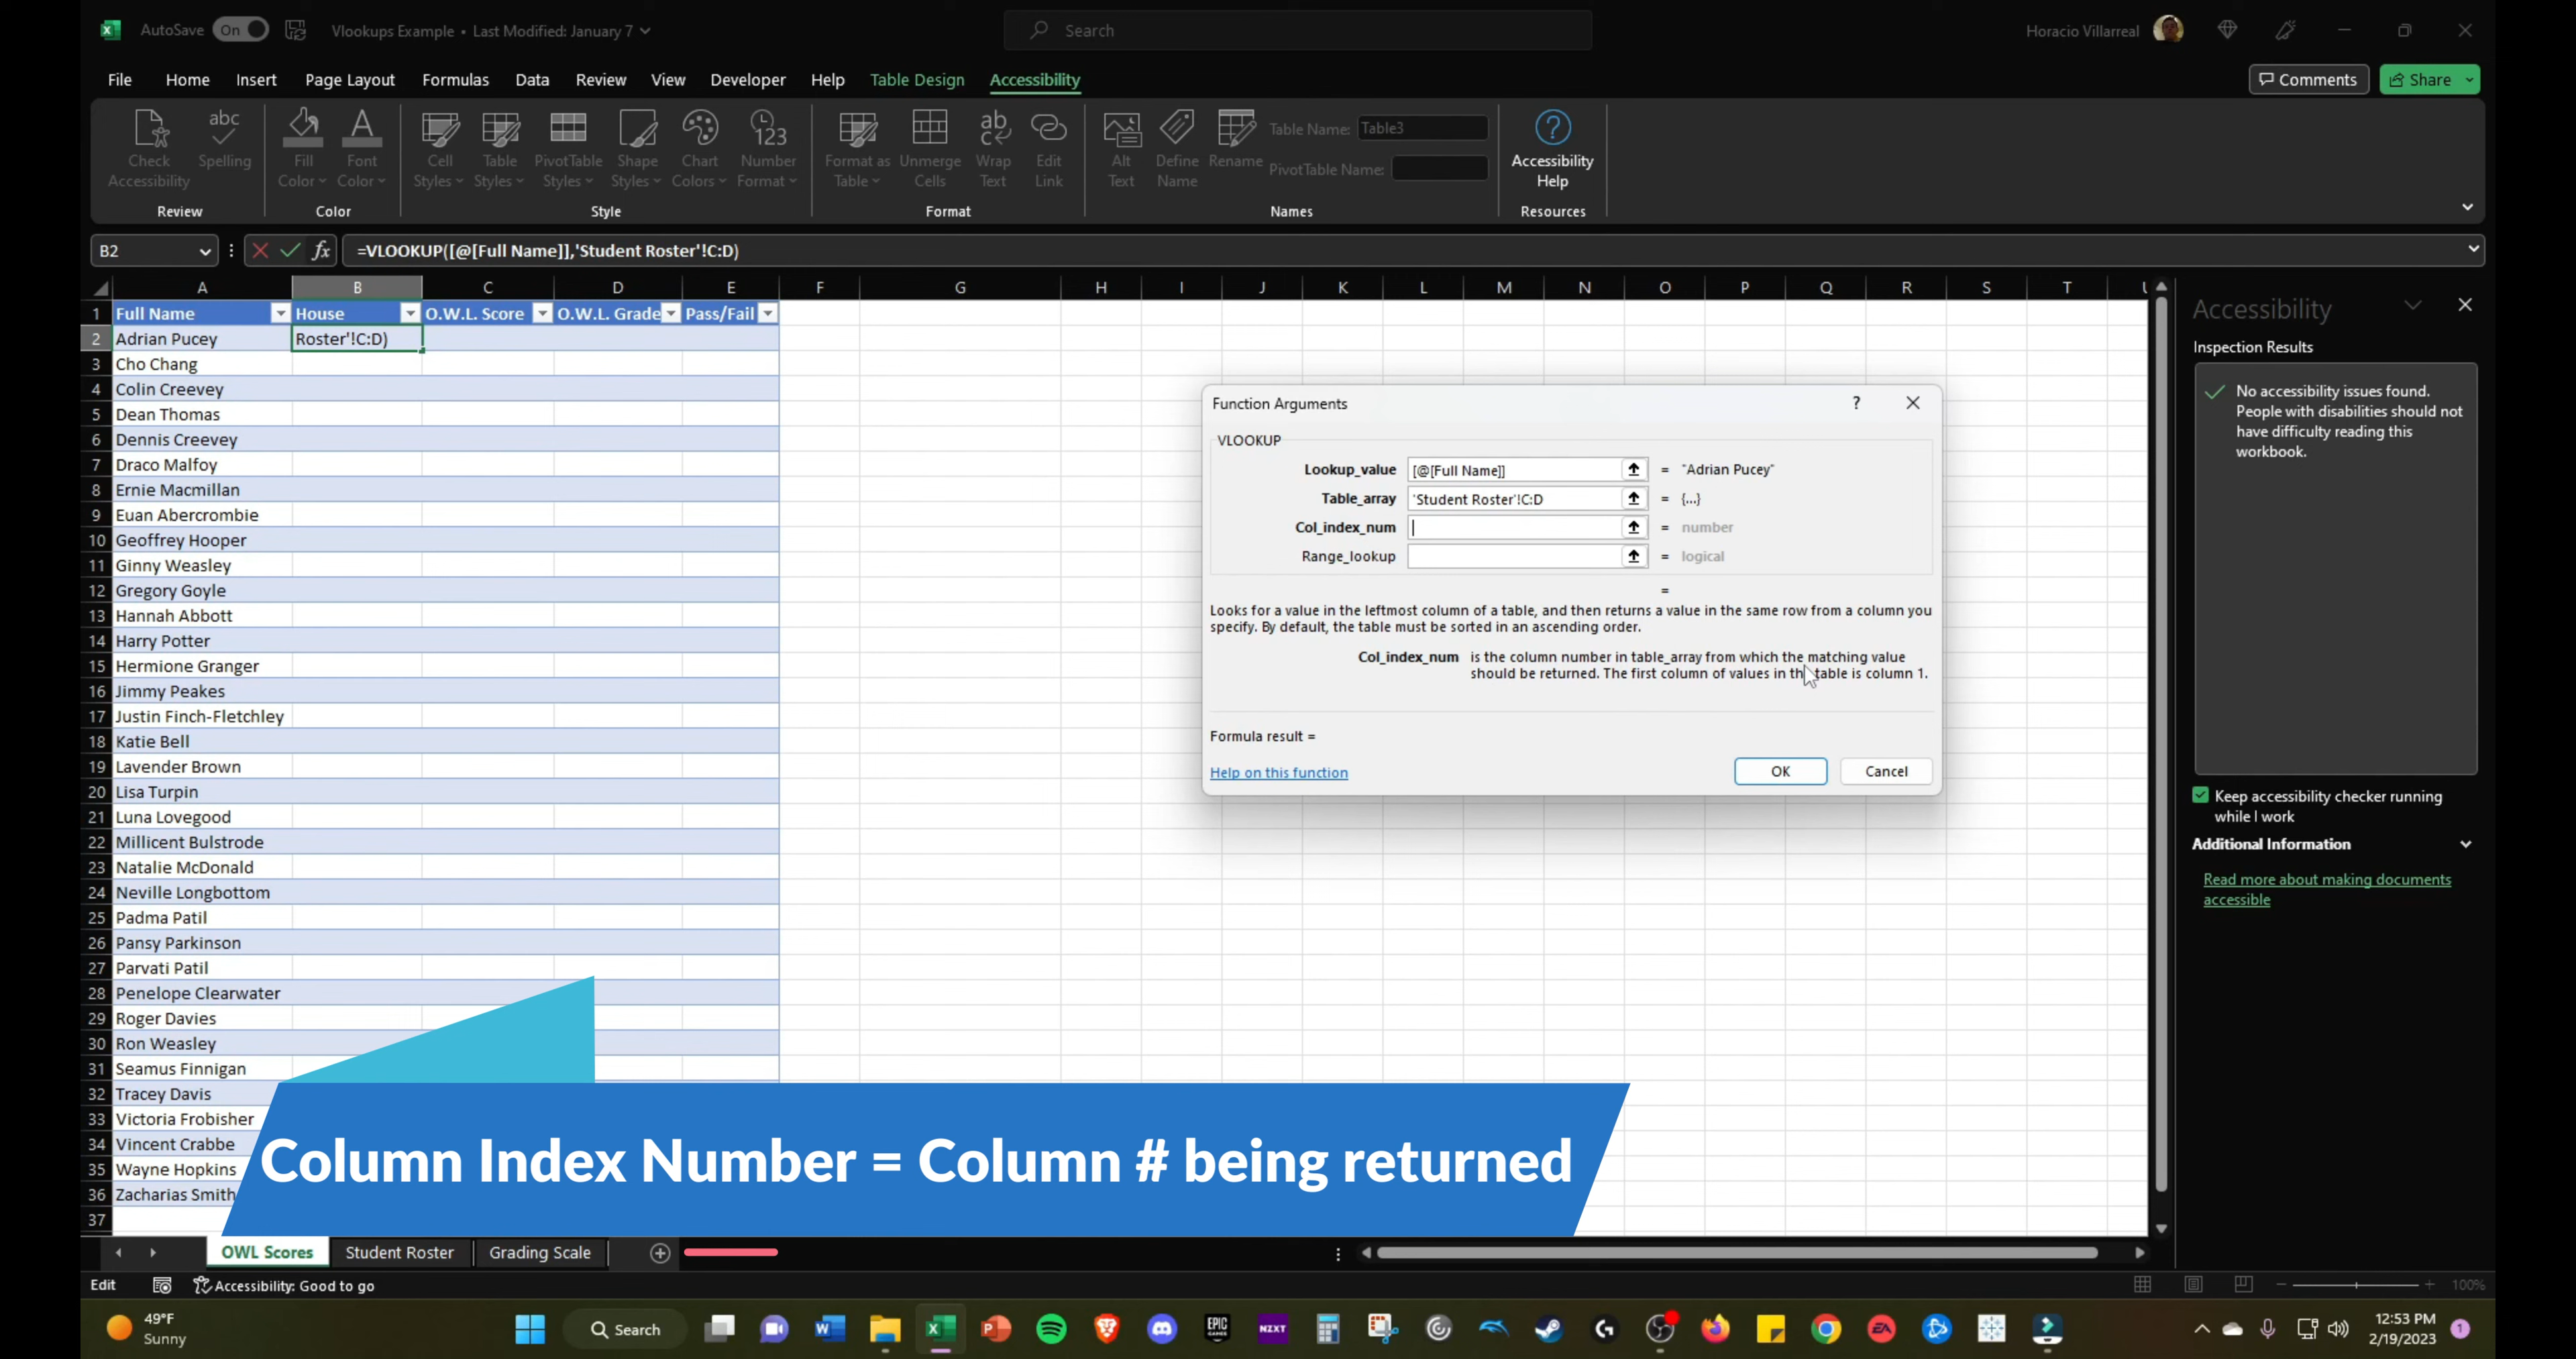 AutoSave On Vlookups Example • Last Modified: January 7 Search Horacio Villarreal
File Home Insert Page Layout Formulas Data Review View Developer Help Table Design Accessibility Comments Share
Check Accessibility
abc
Spelling
Fill Color
Font Color
Cell Styles
Table Styles
PivotTable Styles
Shape Styles
Chart Colors
123
Number Format
Format as Table
Unmerge Cells
ab
c
Wrap Text
Edit Link
Alt Text
Define Name
Rename
Table Name: Table3
PivotTable Name:
?
Accessibility Help
Review Color Style Format Names Resources
B2 fx =VLOOKUP([@[Full Name]],'Student Roster'!C:D)
A B C D E F G H I J K L M N O P Q R S T U
1 Full Name House O.W.L. Score O.W.L. Grade Pass/Fail
2 Adrian Pucey Roster'!C:D)
3 Cho Chang
4 Colin Creevey
5 Dean Thomas
6 Dennis Creevey
7 Draco Malfoy
8 Ernie Macmillan
9 Euan Abercrombie
10 Geoffrey Hooper
11 Ginny Weasley
12 Gregory Goyle
13 Hannah Abbott
14 Harry Potter
15 Hermione Granger
16 Jimmy Peakes
17 Justin Finch-Fletchley
18 Katie Bell
19 Lavender Brown
20 Lisa Turpin
21 Luna Lovegood
22 Millicent Bulstrode
23 Natalie McDonald
24 Neville Longbottom
25 Padma Patil
26 Pansy Parkinson
27 Parvati Patil
28 Penelope Clearwater
29 Roger Davies
30 Ron Weasley
31 Seamus Finnigan
32 Tracey Davis
33 Victoria Frobisher
34 Vincent Crabbe
35 Wayne Hopkins
36 Zacharias Smith
37
Function Arguments ?
VLOOKUP
Lookup_value [@[Full Name]] = "Adrian Pucey"
Table_array 'Student Roster'!C:D = {...}
Col_index_num = number
Range_lookup = logical
=
Looks for a value in the leftmost column of a table, and then returns a value in the same row from a column you
specify. By default, the table must be sorted in an ascending order.
Col_index_num is the column number in table_array from which the matching value
should be returned. The first column of values in the table is column 1.
Formula result =
Help on this function OK Cancel
Accessibility
Inspection Results
No accessibility issues found.
People with disabilities should not
have difficulty reading this
workbook.
Keep accessibility checker running
while I work
Additional Information
Read more about making documents
accessible
Column Index Number = Column # being returned
OWL Scores Student Roster Grading Scale
Edit Accessibility: Good to go 100%
49°F
Sunny
Search
EPIC
GAMES
NZXT
EA
12:53 PM
2/19/2023
1